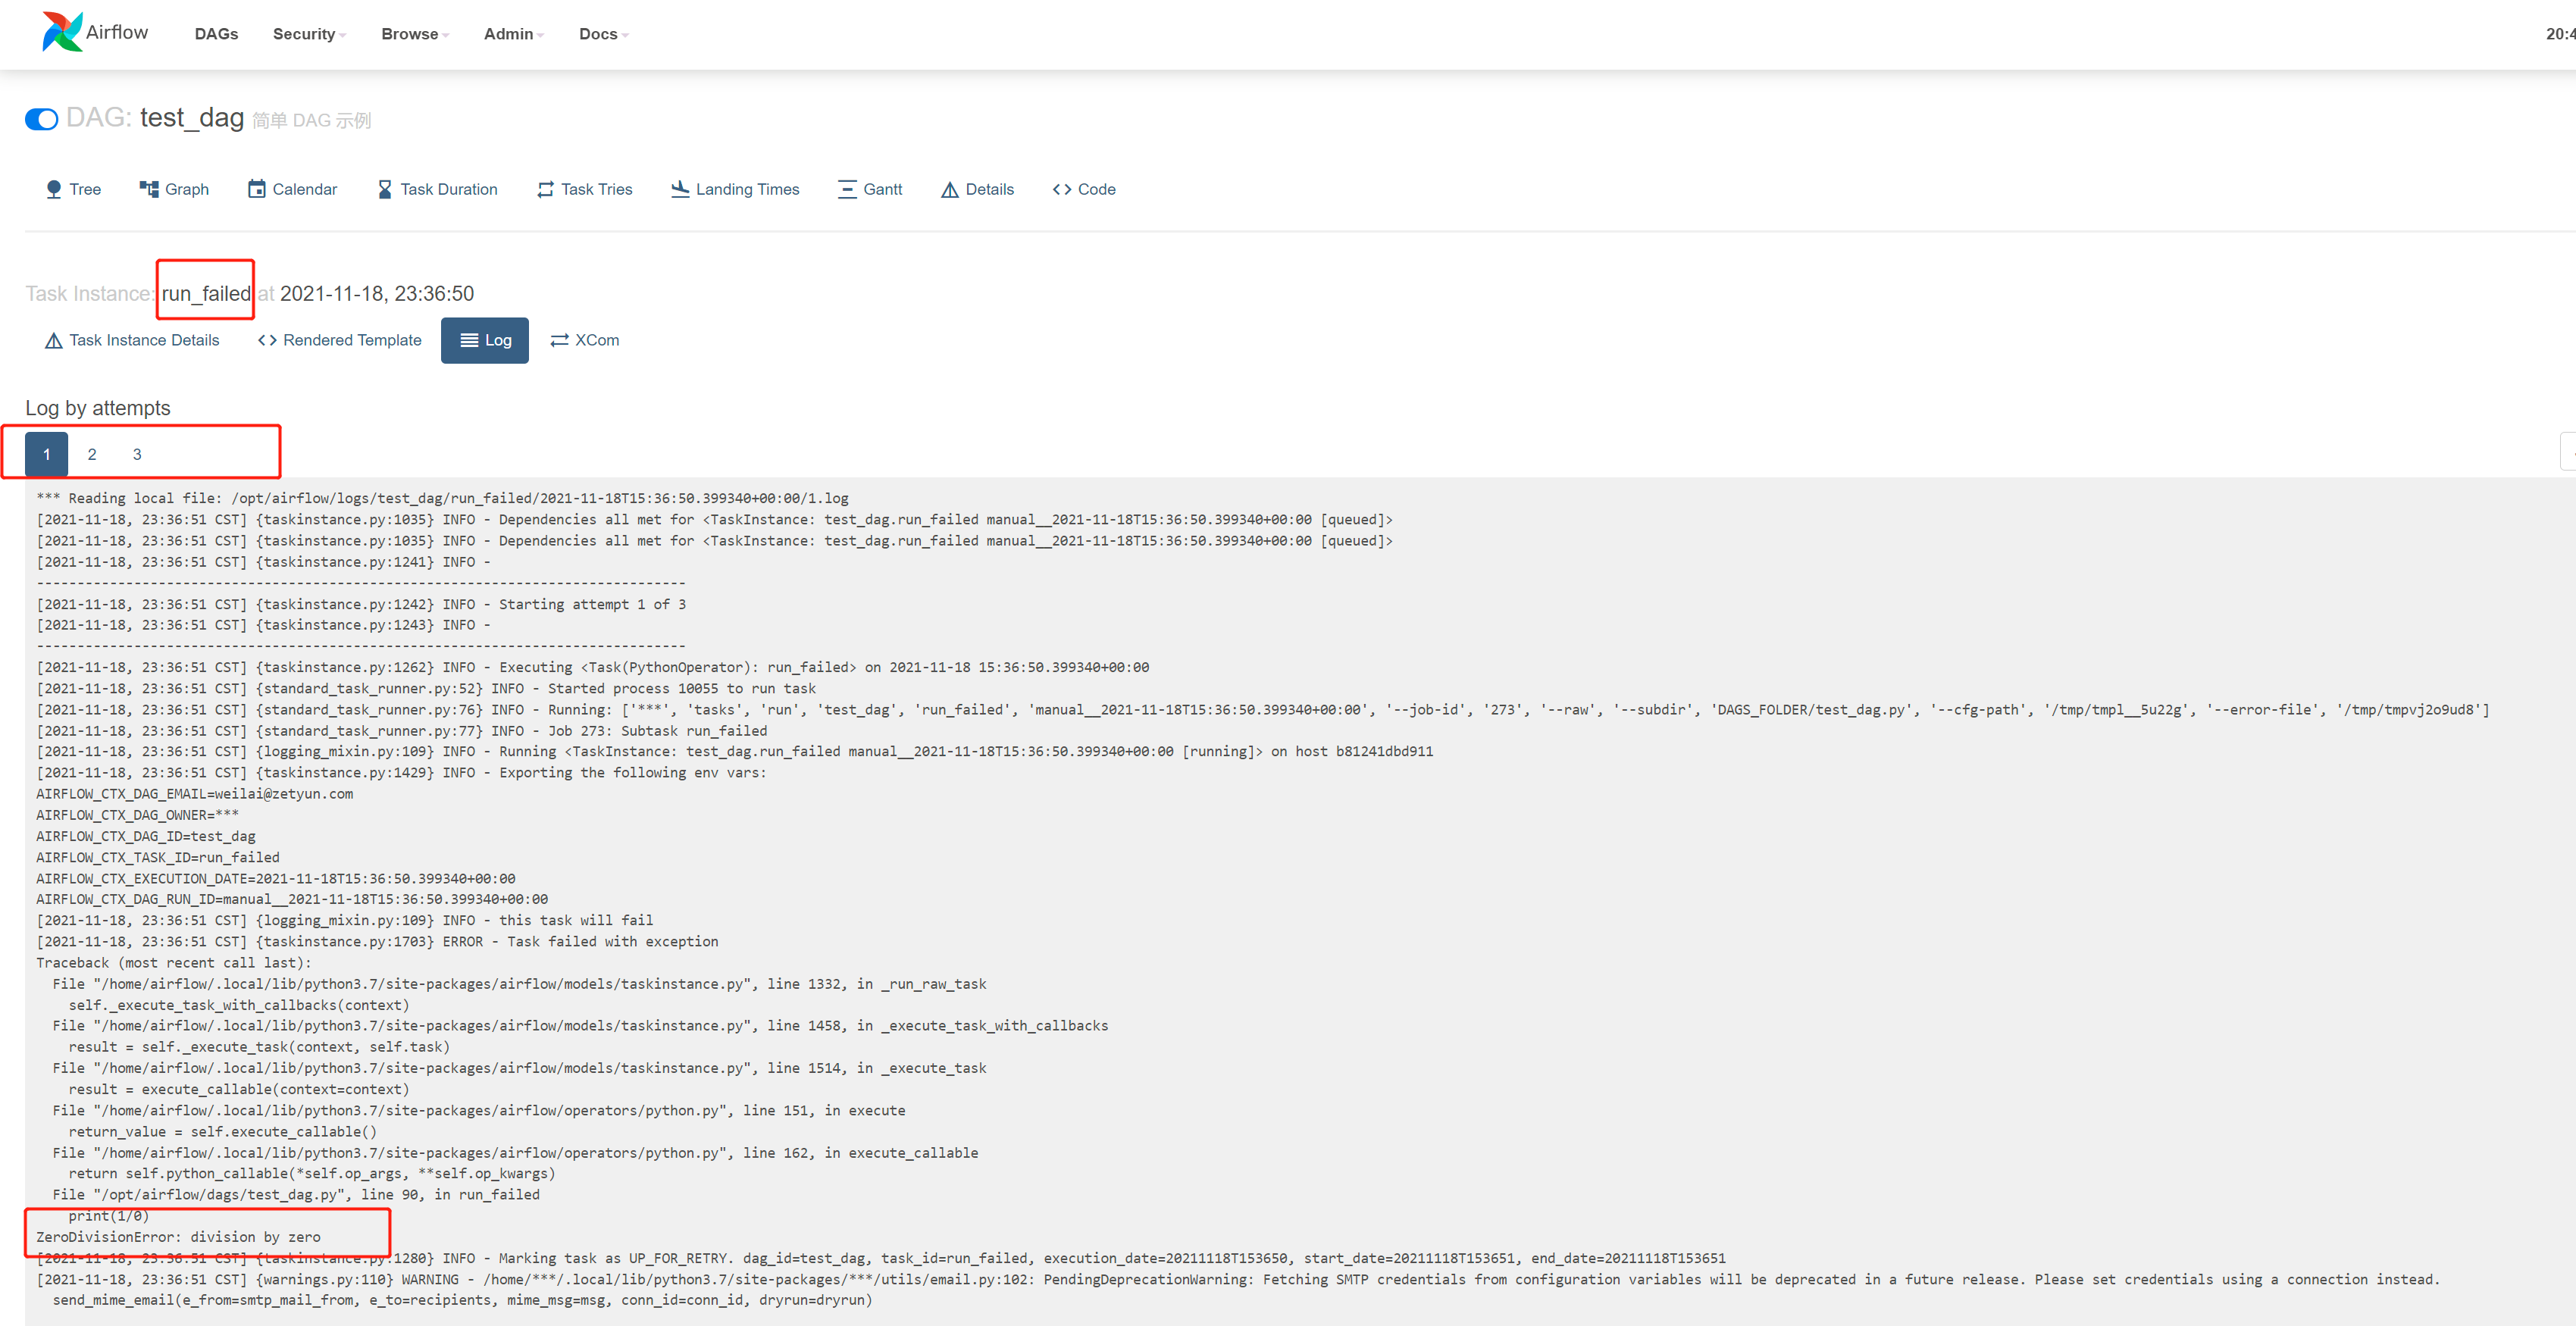 Airflow DAGs Security Browse Admin Docs 20:4
DAG: test_dag 简单 DAG 示例
Tree Graph Calendar Task Duration Task Tries Landing Times Gantt Details Code
Task Instance: run_failed at 2021-11-18, 23:36:50
Task Instance Details Rendered Template Log XCom
Log by attempts
1 2 3
*** Reading local file: /opt/airflow/logs/test_dag/run_failed/2021-11-18T15:36:50.399340+00:00/1.log
[2021-11-18, 23:36:51 CST] {taskinstance.py:1035} INFO - Dependencies all met for <TaskInstance: test_dag.run_failed manual__2021-11-18T15:36:50.399340+00:00 [queued]>
[2021-11-18, 23:36:51 CST] {taskinstance.py:1035} INFO - Dependencies all met for <TaskInstance: test_dag.run_failed manual__2021-11-18T15:36:50.399340+00:00 [queued]>
[2021-11-18, 23:36:51 CST] {taskinstance.py:1241} INFO -
--------------------------------------------------------------------------------
[2021-11-18, 23:36:51 CST] {taskinstance.py:1242} INFO - Starting attempt 1 of 3
[2021-11-18, 23:36:51 CST] {taskinstance.py:1243} INFO -
--------------------------------------------------------------------------------
[2021-11-18, 23:36:51 CST] {taskinstance.py:1262} INFO - Executing <Task(PythonOperator): run_failed> on 2021-11-18 15:36:50.399340+00:00
[2021-11-18, 23:36:51 CST] {standard_task_runner.py:52} INFO - Started process 10055 to run task
[2021-11-18, 23:36:51 CST] {standard_task_runner.py:76} INFO - Running: ['***', 'tasks', 'run', 'test_dag', 'run_failed', 'manual__2021-11-18T15:36:50.399340+00:00', '--job-id', '273', '--raw', '--subdir', 'DAGS_FOLDER/test_dag.py', '--cfg-path', '/tmp/tmpl__5u22g', '--error-file', '/tmp/tmpvj2o9ud8']
[2021-11-18, 23:36:51 CST] {standard_task_runner.py:77} INFO - Job 273: Subtask run_failed
[2021-11-18, 23:36:51 CST] {logging_mixin.py:109} INFO - Running <TaskInstance: test_dag.run_failed manual__2021-11-18T15:36:50.399340+00:00 [running]> on host b81241dbd911
[2021-11-18, 23:36:51 CST] {taskinstance.py:1429} INFO - Exporting the following env vars:
AIRFLOW_CTX_DAG_EMAIL=weilai@zetyun.com
AIRFLOW_CTX_DAG_OWNER=***
AIRFLOW_CTX_DAG_ID=test_dag
AIRFLOW_CTX_TASK_ID=run_failed
AIRFLOW_CTX_EXECUTION_DATE=2021-11-18T15:36:50.399340+00:00
AIRFLOW_CTX_DAG_RUN_ID=manual__2021-11-18T15:36:50.399340+00:00
[2021-11-18, 23:36:51 CST] {logging_mixin.py:109} INFO - this task will fail
[2021-11-18, 23:36:51 CST] {taskinstance.py:1703} ERROR - Task failed with exception
Traceback (most recent call last):
File "/home/airflow/.local/lib/python3.7/site-packages/airflow/models/taskinstance.py", line 1332, in _run_raw_task
self._execute_task_with_callbacks(context)
File "/home/airflow/.local/lib/python3.7/site-packages/airflow/models/taskinstance.py", line 1458, in _execute_task_with_callbacks
result = self._execute_task(context, self.task)
File "/home/airflow/.local/lib/python3.7/site-packages/airflow/models/taskinstance.py", line 1514, in _execute_task
result = execute_callable(context=context)
File "/home/airflow/.local/lib/python3.7/site-packages/airflow/operators/python.py", line 151, in execute
return_value = self.execute_callable()
File "/home/airflow/.local/lib/python3.7/site-packages/airflow/operators/python.py", line 162, in execute_callable
return self.python_callable(*self.op_args, **self.op_kwargs)
File "/opt/airflow/dags/test_dag.py", line 90, in run_failed
print(1/0)
ZeroDivisionError: division by zero
[2021-11-18, 23:36:51 CST] {taskinstance.py:1280} INFO - Marking task as UP_FOR_RETRY. dag_id=test_dag, task_id=run_failed, execution_date=20211118T153650, start_date=20211118T153651, end_date=20211118T153651
[2021-11-18, 23:36:51 CST] {warnings.py:110} WARNING - /home/***/.local/lib/python3.7/site-packages/***/utils/email.py:102: PendingDeprecationWarning: Fetching SMTP credentials from configuration variables will be deprecated in a future release. Please set credentials using a connection instead.
send_mime_email(e_from=smtp_mail_from, e_to=recipients, mime_msg=msg, conn_id=conn_id, dryrun=dryrun)